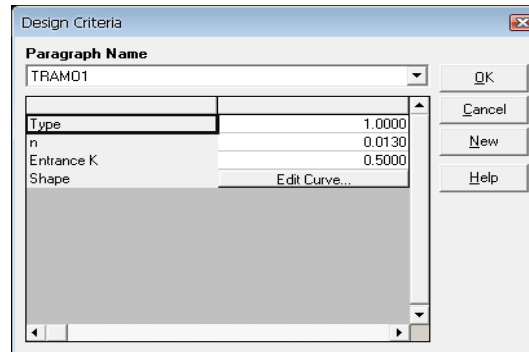 Design Criteria
Paragraph Name
TRAMO1
OK
Cancel
New
Help
Type 1.0000
n 0.0130
Entrance K 0.5000
Shape Edit Curve...